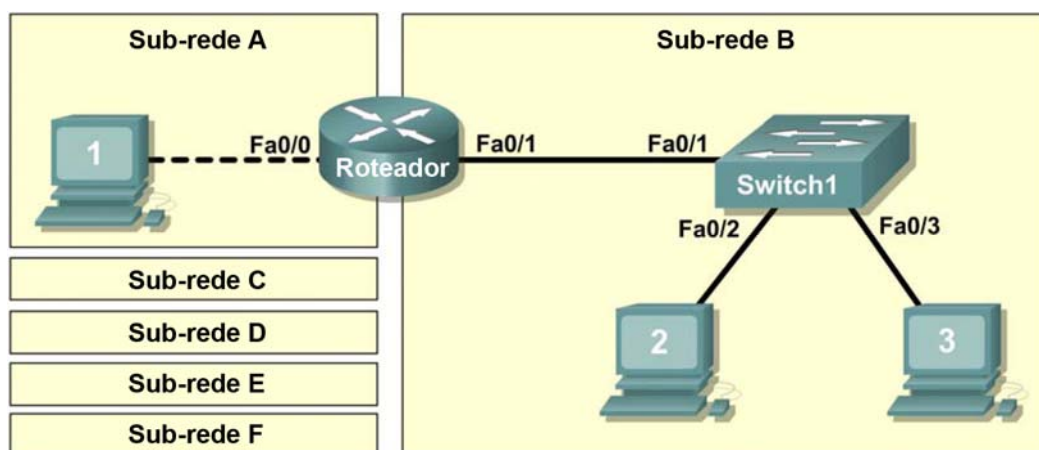 Sub-rede A
Sub-rede B
1
Fa0/0
Roteador
Fa0/1
Fa0/1
Switch1
Fa0/2
Fa0/3
2
3
Sub-rede C
Sub-rede D
Sub-rede E
Sub-rede F